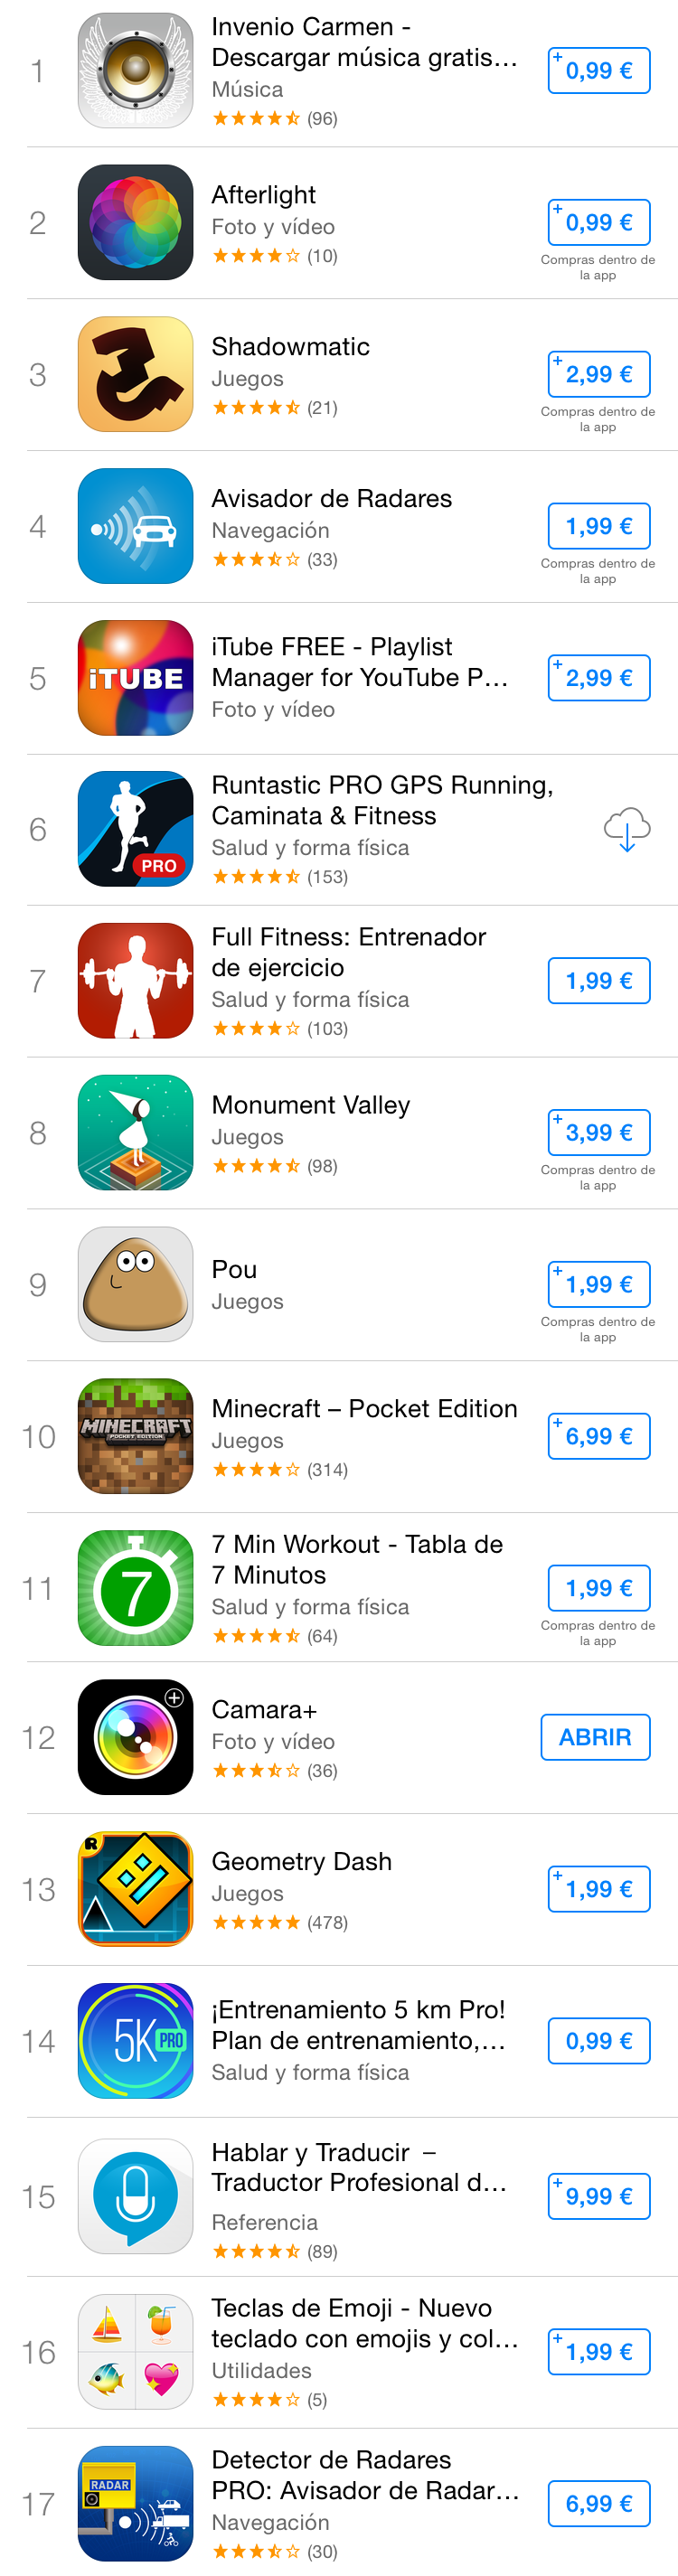 1
Invenio Carmen -
Descargar música gratis...
Música
(96)
+ 0,99 €
2
Afterlight
Foto y vídeo
(10)
+ 0,99 €
Compras dentro de
la app
3
Shadowmatic
Juegos
(21)
+ 2,99 €
Compras dentro de
la app
4
Avisador de Radares
Navegación
(33)
1,99 €
Compras dentro de
la app
5
iTUBE
iTube FREE - Playlist
Manager for YouTube P...
Foto y vídeo
+ 2,99 €
6
PRO
Runtastic PRO GPS Running,
Caminata & Fitness
Salud y forma física
(153)
7
Full Fitness: Entrenador
de ejercicio
Salud y forma física
(103)
1,99 €
8
Monument Valley
Juegos
(98)
+ 3,99 €
Compras dentro de
la app
9
Pou
Juegos
+ 1,99 €
Compras dentro de
la app
10
MINECRAFT
POCKET EDITION
Minecraft – Pocket Edition
Juegos
(314)
+ 6,99 €
11
7
7 Min Workout - Tabla de
7 Minutos
Salud y forma física
(64)
1,99 €
Compras dentro de
la app
12
Camara+
Foto y vídeo
(36)
ABRIR
13
R
Geometry Dash
Juegos
(478)
+ 1,99 €
14
5K PRO
¡Entrenamiento 5 km Pro!
Plan de entrenamiento,...
Salud y forma física
0,99 €
15
Hablar y Traducir –
Traductor Profesional d...
Referencia
(89)
+ 9,99 €
16
Teclas de Emoji - Nuevo
teclado con emojis y col...
Utilidades
(5)
+ 1,99 €
17
RADAR
Detector de Radares
PRO: Avisador de Radar...
Navegación
(30)
6,99 €